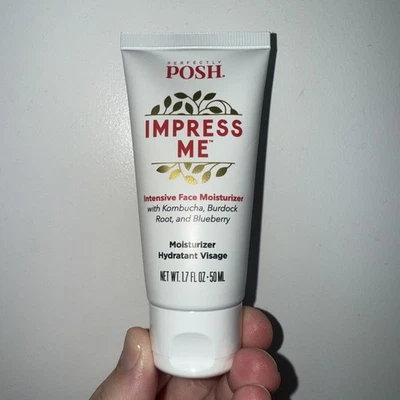 PERFECTLY
POSH.
IMPRESS
ME™
Intensive Face Moisturizer
with Kombucha, Burdock
Root, and Blueberry
Moisturizer
Hydratant Visage
NET WT. 1.7 FL OZ • 50 ML